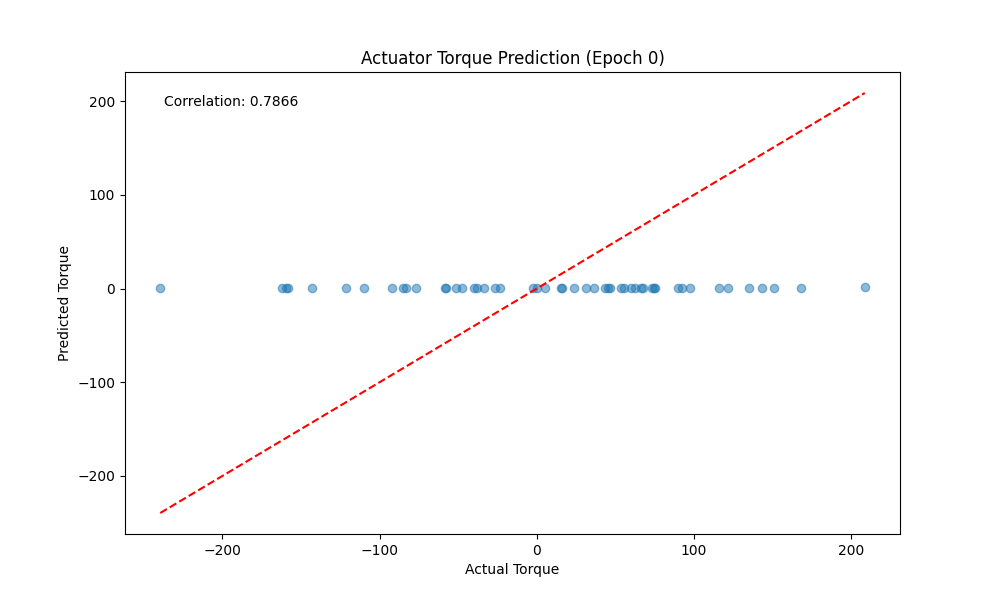 Actuator Torque Prediction (Epoch 0)
Correlation: 0.7866
200
100
0
−100
−200
Predicted Torque
−200
−100
0
100
200
Actual Torque